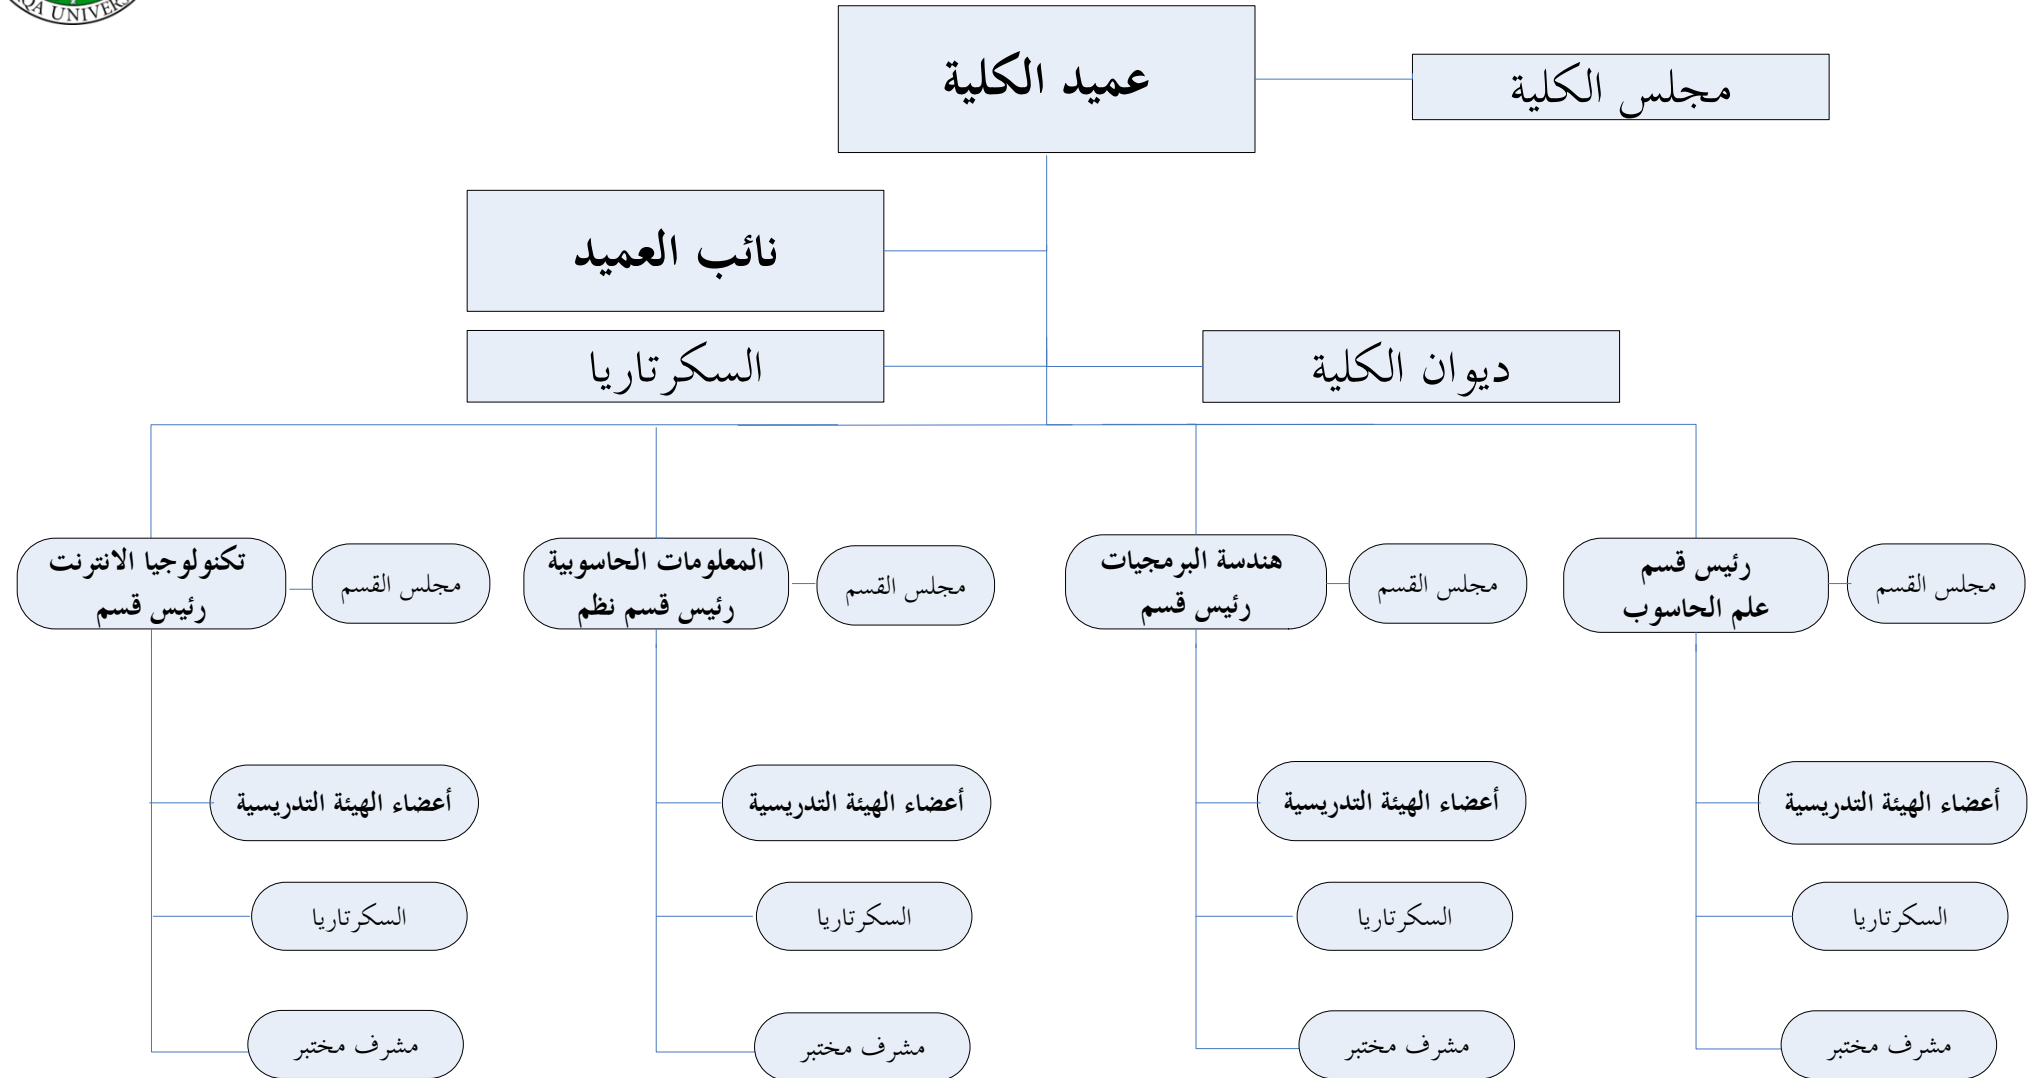 QA UNIVERS
عميد الكلية
مجلس الكلية
نائب العميد
ديوان الكلية
السكرتاريا
مجلس القسم
رئيس قسم
علم الحاسوب
مجلس القسم
هندسة البرمجيات
رئيس قسم
مجلس القسم
المعلومات الحاسوبية
رئيس قسم نظم
مجلس القسم
تكنولوجيا الانترنت
رئيس قسم
أعضاء الهيئة التدريسية
أعضاء الهيئة التدريسية
أعضاء الهيئة التدريسية
أعضاء الهيئة التدريسية
السكرتاريا
السكرتاريا
السكرتاريا
السكرتاريا
مشرف مختبر
مشرف مختبر
مشرف مختبر
مشرف مختبر